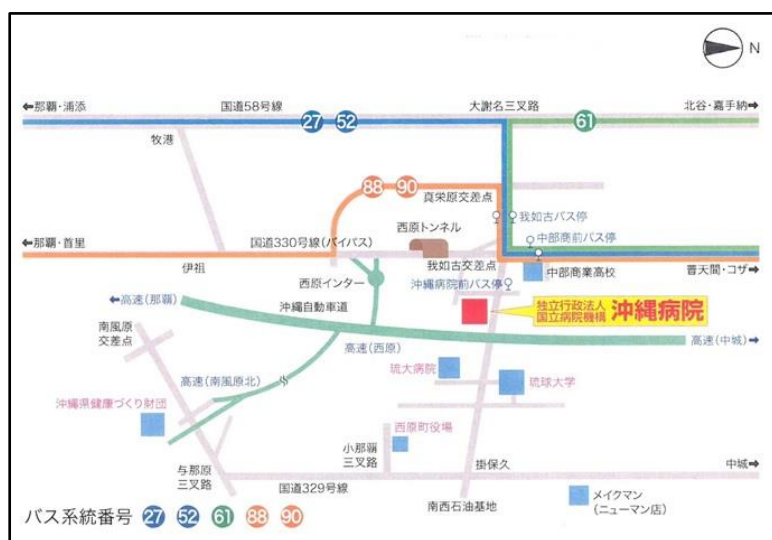 N
←那覇・浦添
国道58号線
大謝名三叉路
北谷・嘉手納→
27 52
61
牧港
88 90
真栄原交差点
我如古バス停
西原トンネル
中部商前バス停
←那覇・首里
国道330号線(バイパス)
伊祖
我如古交差点
中部商業高校
普天間・コザ→
西原インター
沖縄病院前バス停
←高速(那覇)
沖縄自動車道
独立行政法人
国立病院機構 沖縄病院
南風原
交差点
高速(西原)
高速(中城)→
琉大病院
琉球大学
高速(南風原北)
沖縄県健康づくり財団
西原町役場
小那覇
三叉路
掛保久
与那原
三叉路
国道329号線
中城→
南西石油基地
メイクマン
(ニューマン店)
バス系統番号 27 52 61 88 90